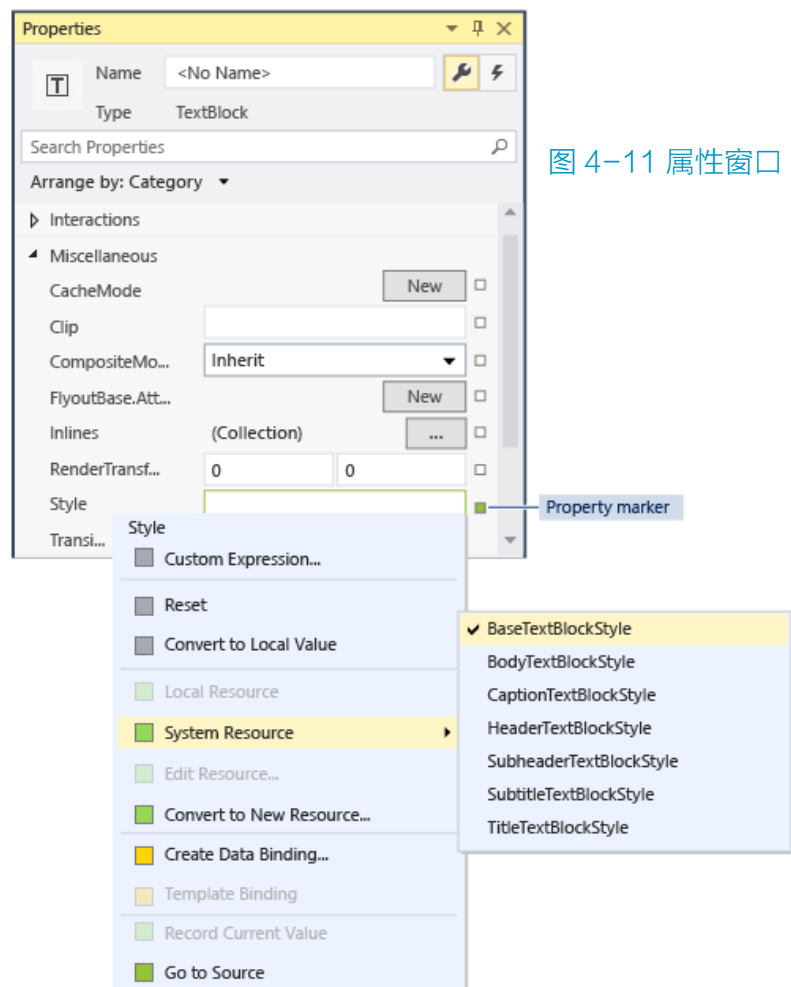 Properties
Name <No Name>
Type TextBlock
Search Properties
图 4-11 属性窗口
Arrange by: Category
Interactions
Miscellaneous
CacheMode New
Clip
CompositeMo... Inherit
FlyoutBase.Att... New
Inlines (Collection) ...
RenderTransf... 0 0
Style
Property marker
Transi...
Style
Custom Expression...
Reset
Convert to Local Value
Local Resource
System Resource
Edit Resource...
Convert to New Resource...
Create Data Binding...
Template Binding
Record Current Value
Go to Source
BaseTextBlockStyle
BodyTextBlockStyle
CaptionTextBlockStyle
HeaderTextBlockStyle
SubheaderTextBlockStyle
SubtitleTextBlockStyle
TitleTextBlockStyle